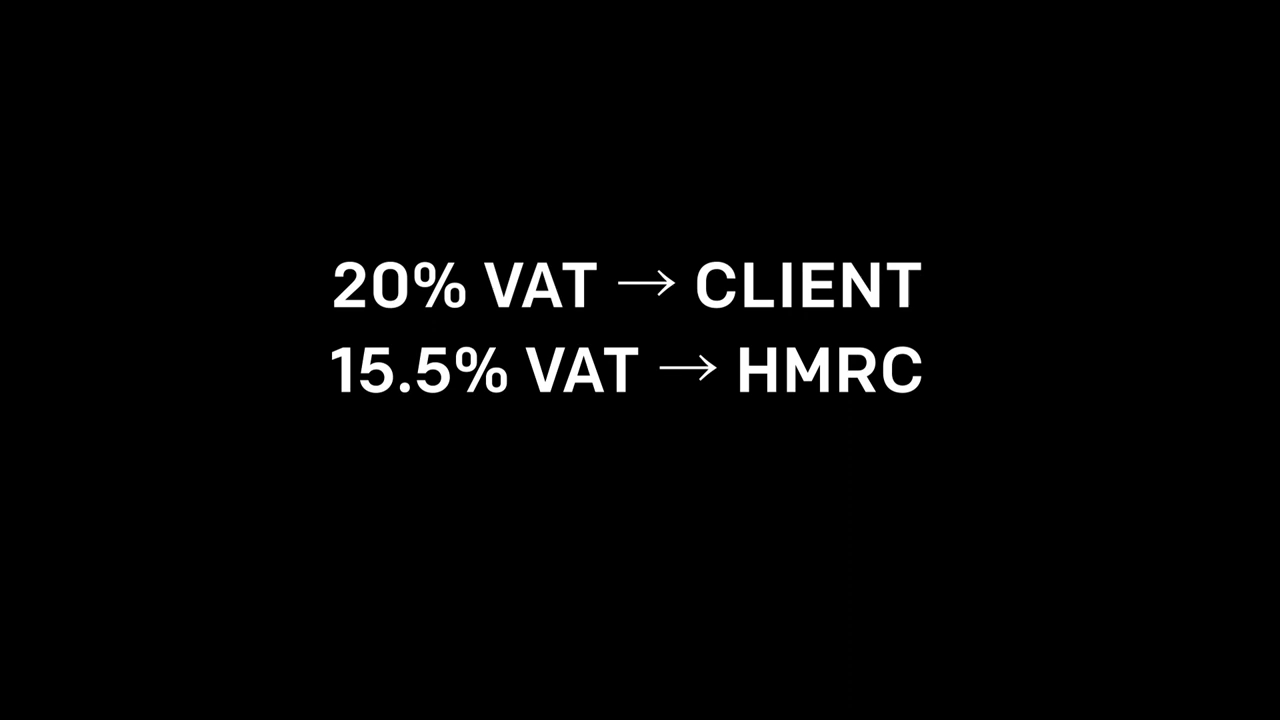 20% VAT → CLIENT
15.5% VAT → HMRC